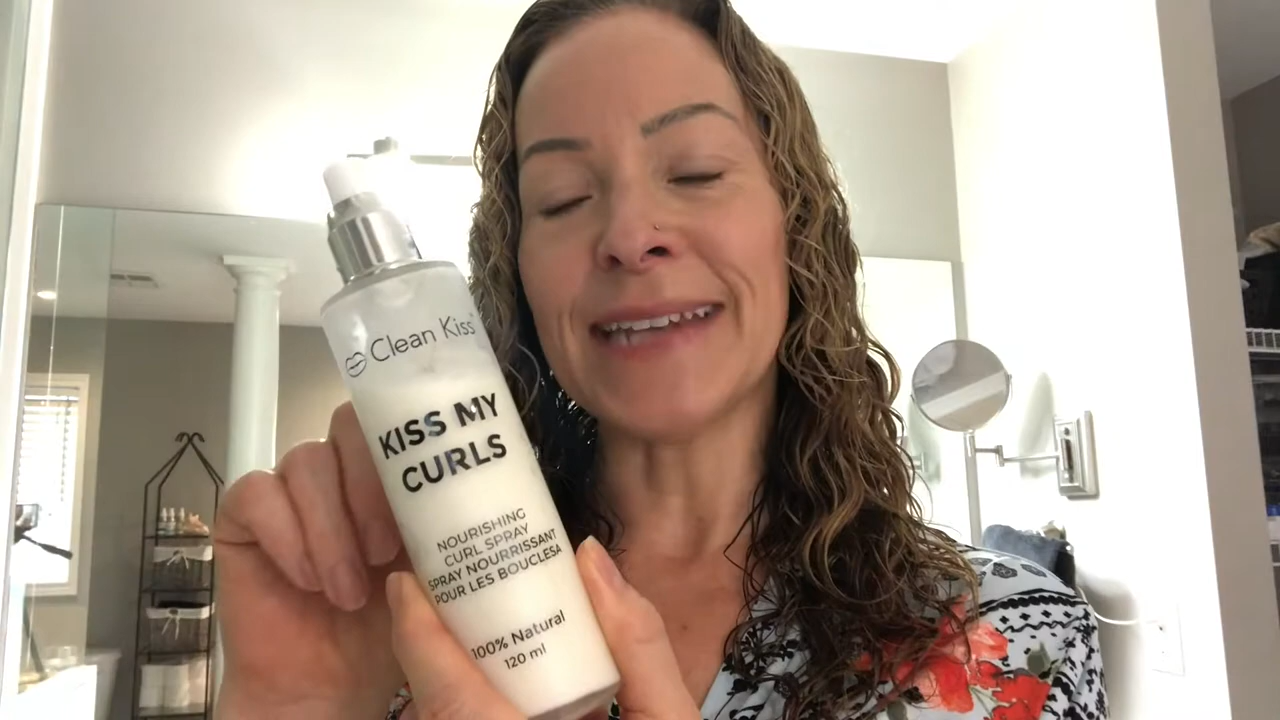 Clean Kiss
KISS MY
CURLS
NOURISHING
CURL SPRAY
SPRAY NOURRISSANT
POUR LES BOUCLESA
100% Natural
120 ml